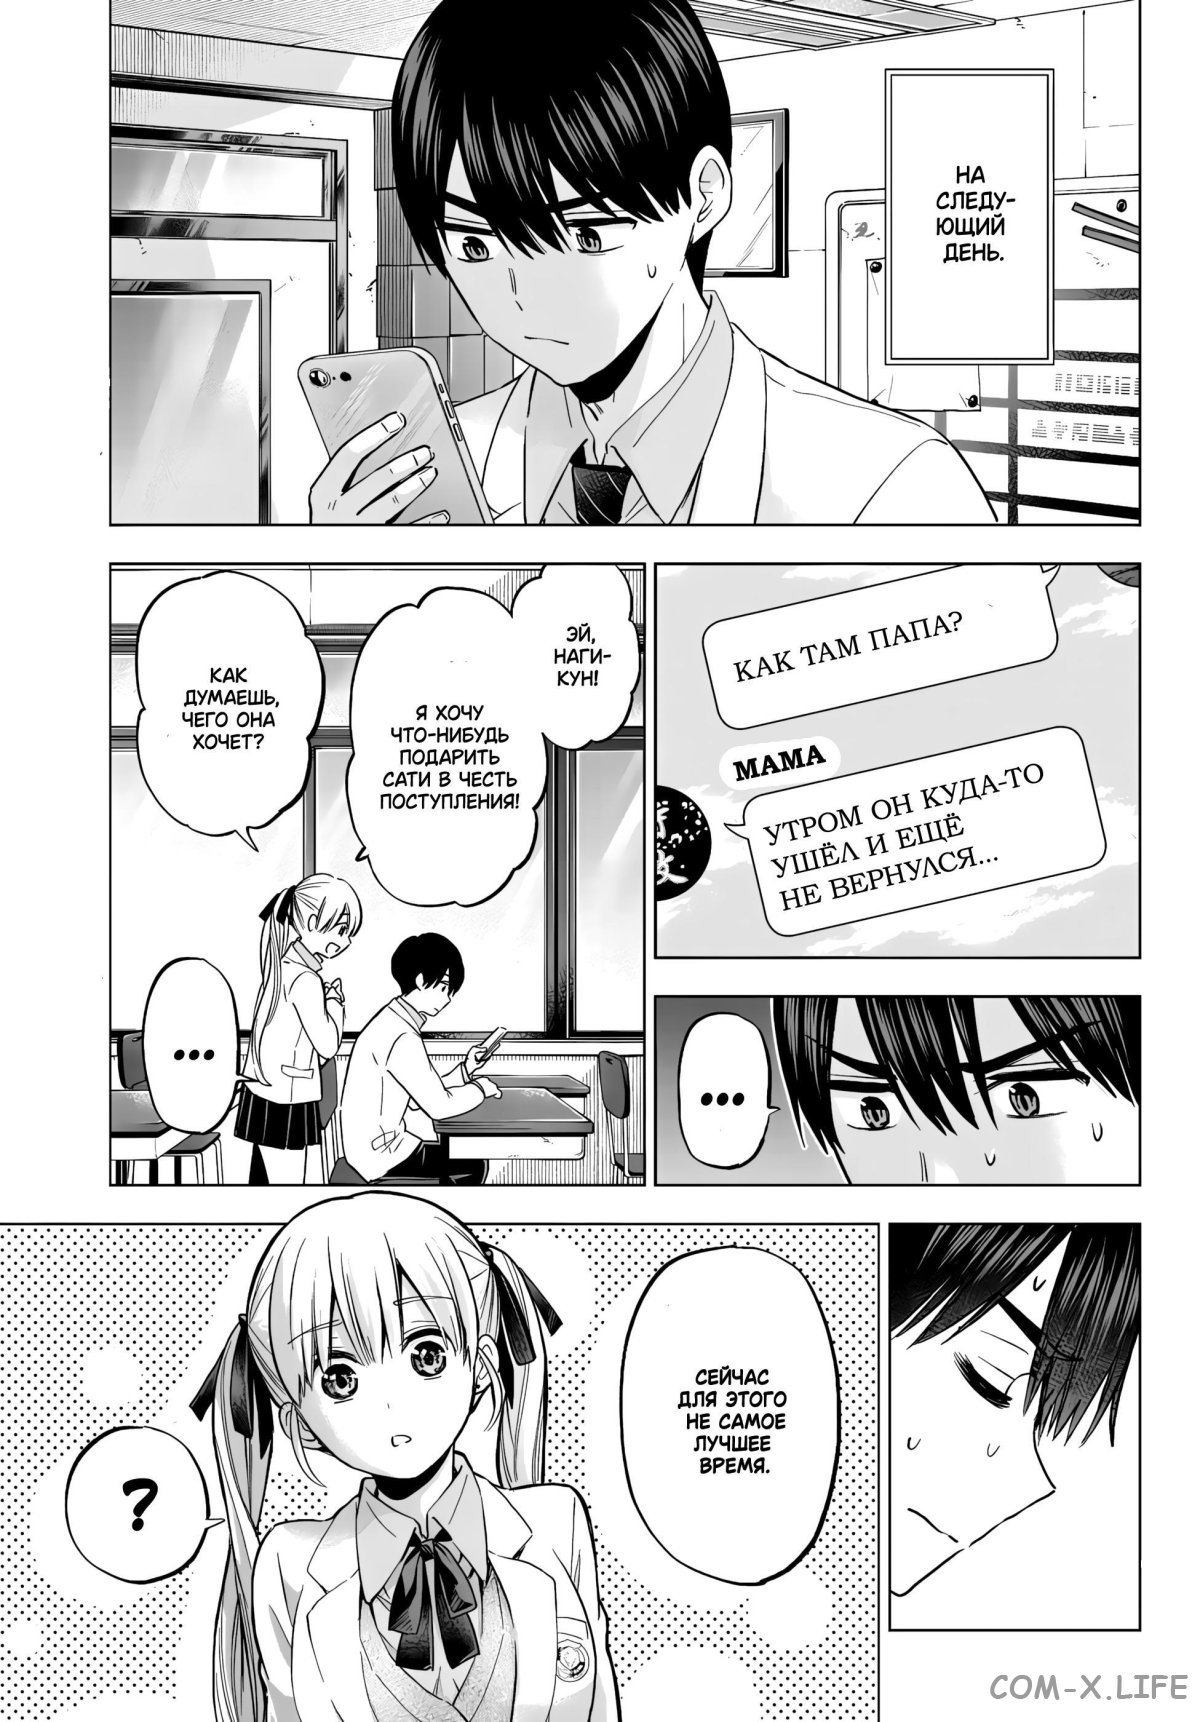 НА
СЛЕДУ-
ЮЩИЙ
ДЕНЬ.
КАК ТАМ ПАПА?
МАМА
УТРОМ ОН КУДА-ТО
УШЁЛ И ЕЩЁ
НЕ ВЕРНУЛСЯ...
ЭЙ,
НАГИ-
КУН!
Я ХОЧУ
ЧТО-НИБУДЬ
ПОДАРИТЬ
САТИ В ЧЕСТЬ
ПОСТУПЛЕНИЯ!
КАК
ДУМАЕШЬ,
ЧЕГО ОНА
ХОЧЕТ?
...
...
СЕЙЧАС
ДЛЯ ЭТОГО
НЕ САМОЕ
ЛУЧШЕЕ
ВРЕМЯ.
?
COM-X.LIFE